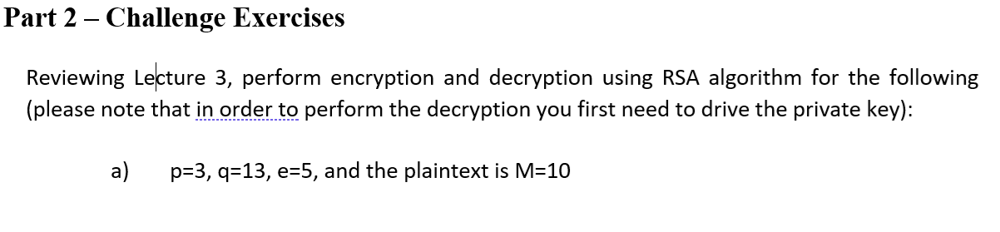 Part 2 – Challenge Exercises
Reviewing Lecture 3, perform encryption and decryption using RSA algorithm for the following
(please note that in order to perform the decryption you first need to drive the private key):
a) p=3, q=13, e=5, and the plaintext is M=10